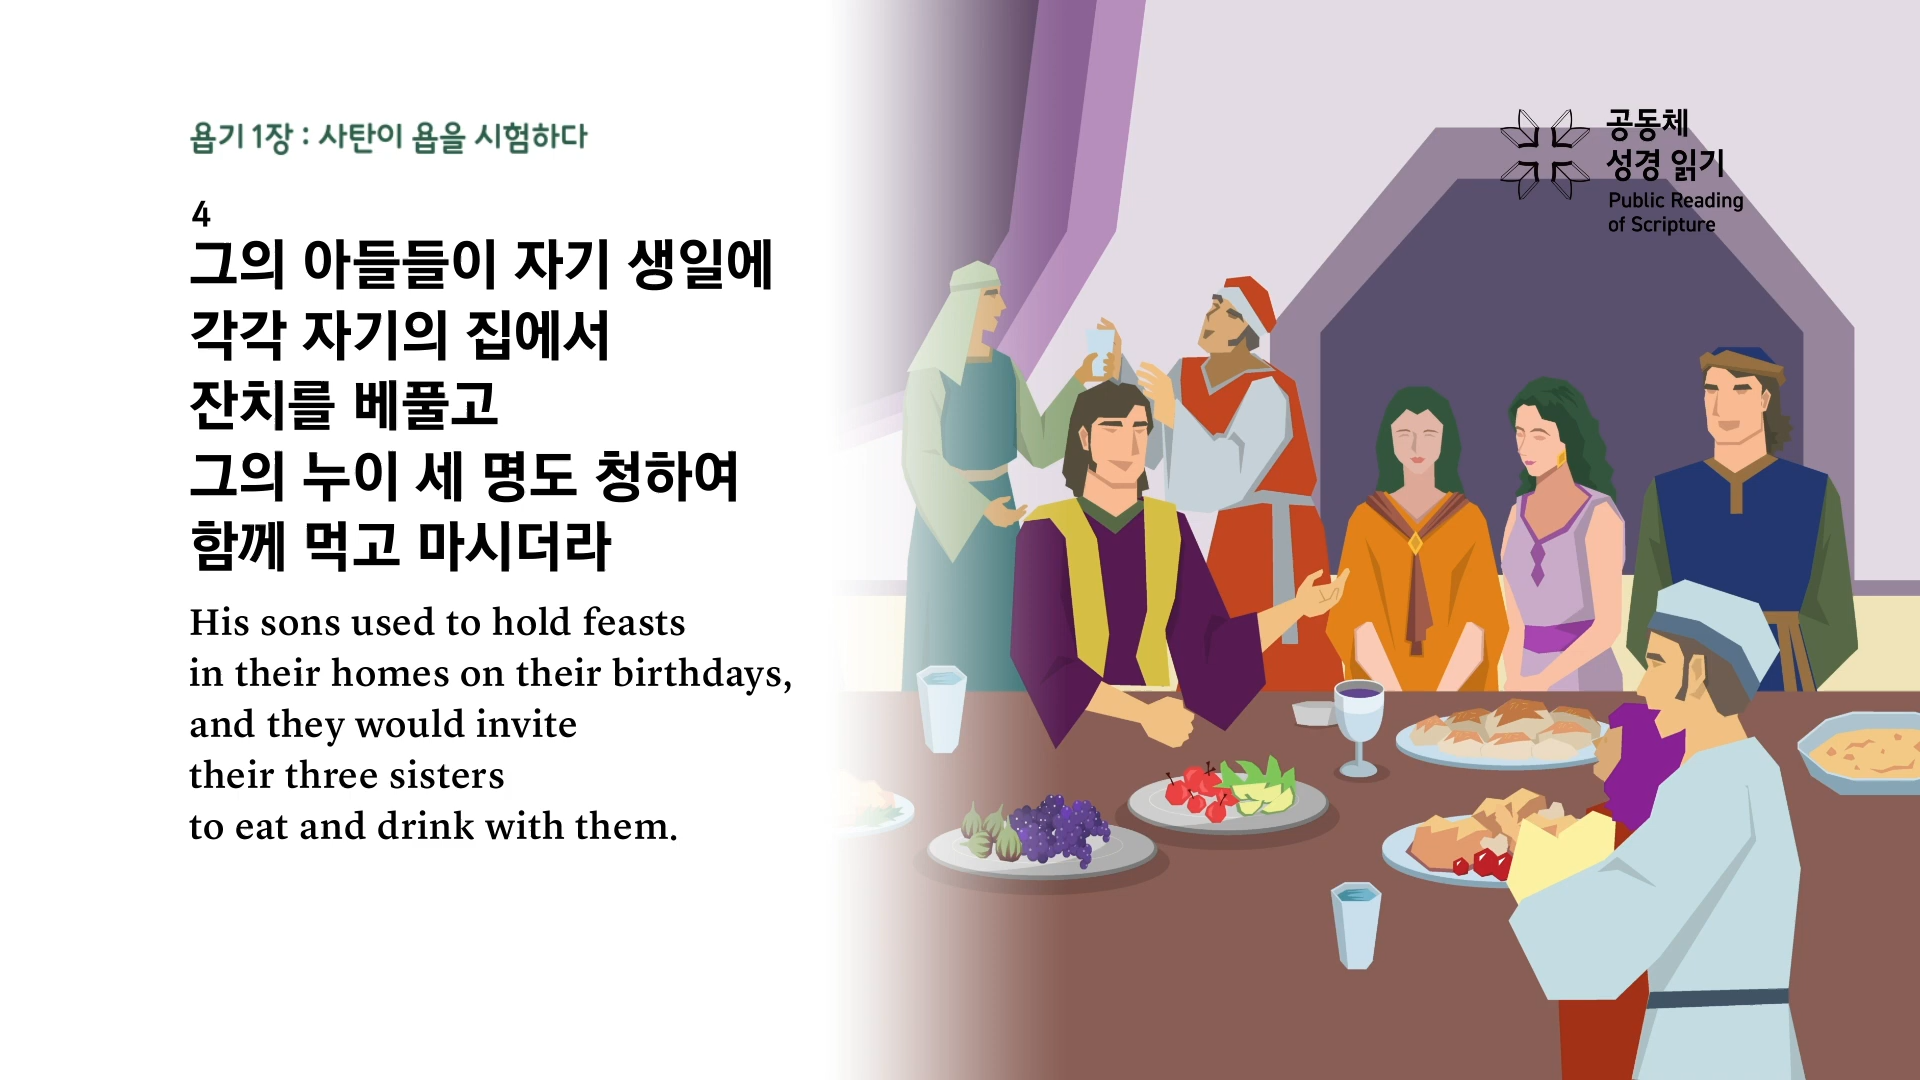 욥기 1장 : 사탄이 욥을 시험하다
4
그의 아들들이 자기 생일에
각각 자기의 집에서
잔치를 베풀고
그의 누이 세 명도 청하여
함께 먹고 마시더라
His sons used to hold feasts
in their homes on their birthdays,
and they would invite
their three sisters
to eat and drink with them.
공동체
성경 읽기
Public Reading
of Scripture